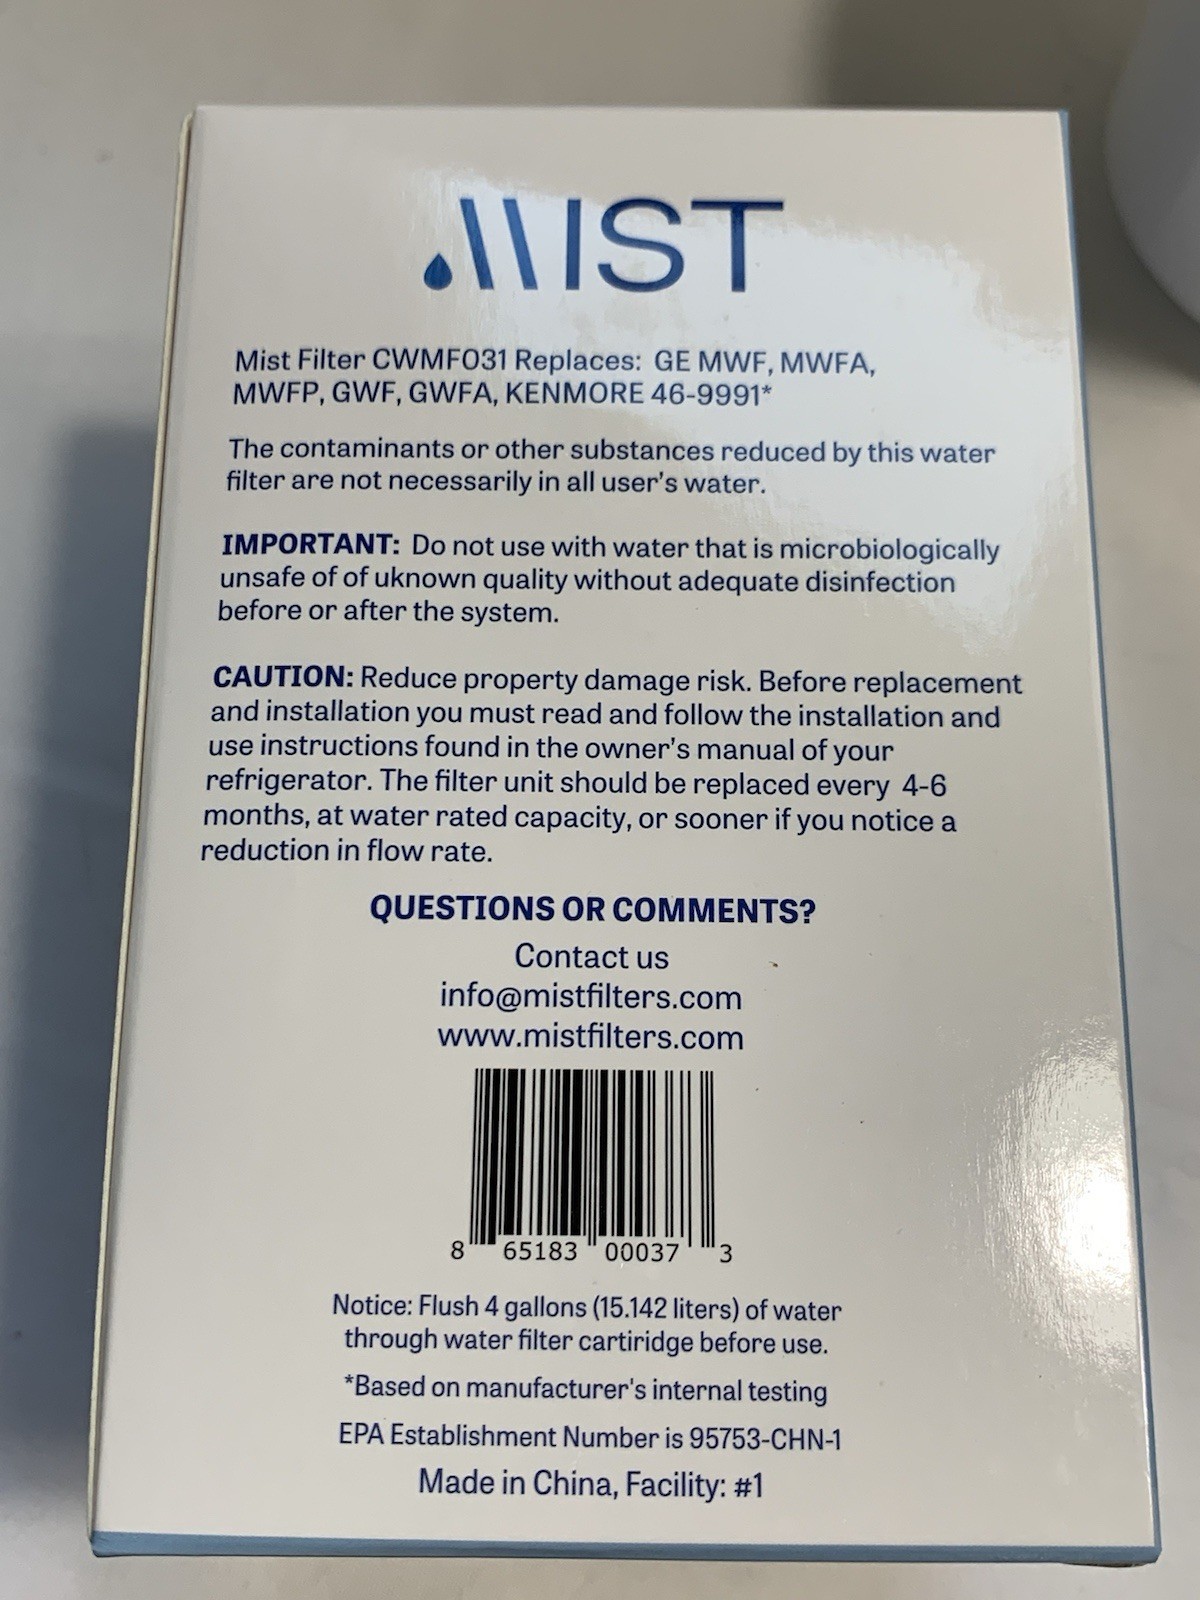 MIST
Mist Filter CWMF031 Replaces: GE MWF, MWFA,
MWFP, GWF, GWFA, KENMORE 46-9991*
The contaminants or other substances reduced by this water
filter are not necessarily in all user's water.
IMPORTANT: Do not use with water that is microbiologically
unsafe of of uknown quality without adequate disinfection
before or after the system.
CAUTION: Reduce property damage risk. Before replacement
and installation you must read and follow the installation and
use instructions found in the owner's manual of your
refrigerator. The filter unit should be replaced every 4-6
months, at water rated capacity, or sooner if you notice a
reduction in flow rate.
QUESTIONS OR COMMENTS?
Contact us
info@mistfilters.com
www.mistfilters.com
8 65183 00037 3
Notice: Flush 4 gallons (15.142 liters) of water
through water filter cartiridge before use.
*Based on manufacturer's internal testing
EPA Establishment Number is 95753-CHN-1
Made in China, Facility: #1